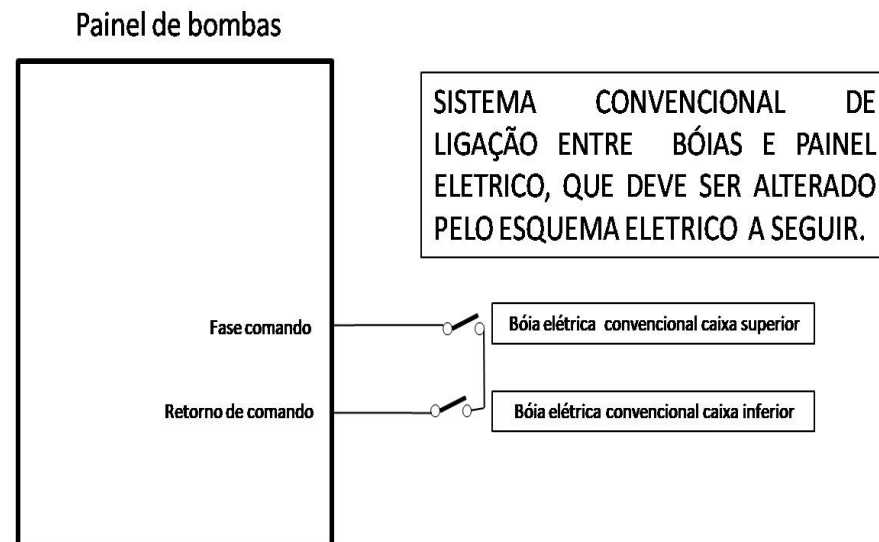 Painel de bombas
SISTEMA CONVENCIONAL DE
LIGAÇÃO ENTRE BÓIAS E PAINEL
ELETRICO, QUE DEVE SER ALTERADO
PELO ESQUEMA ELETRICO A SEGUIR.
Fase comando
Bóia elétrica convencional caixa superior
Retorno de comando
Bóia elétrica convencional caixa inferior